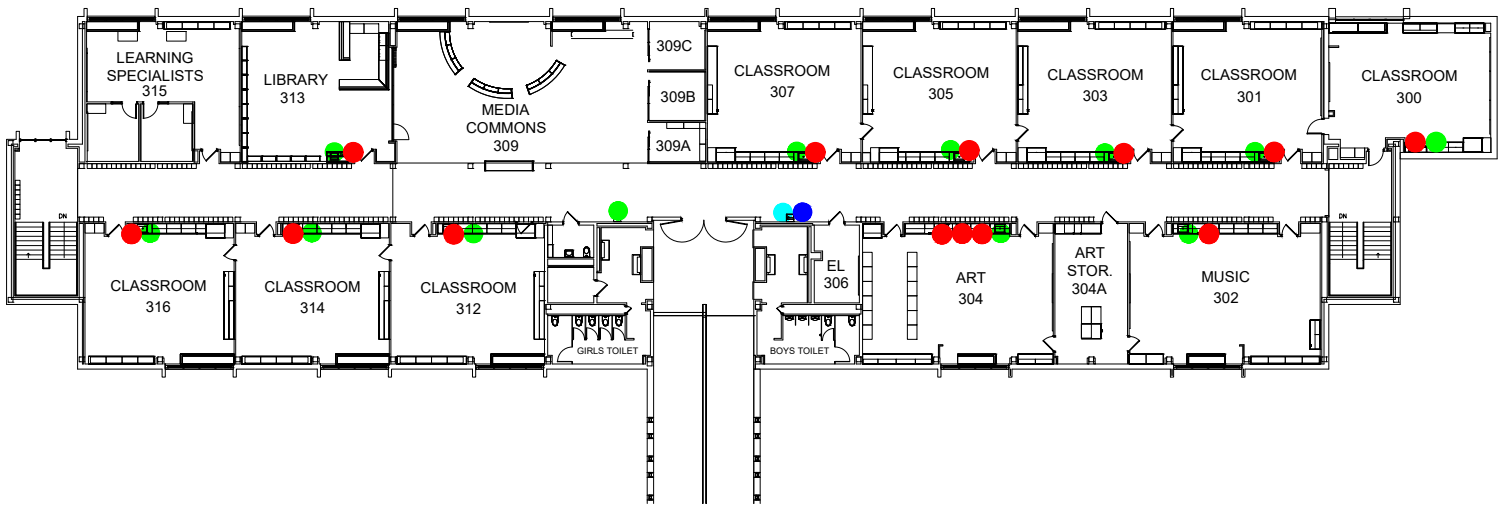 LEARNING
SPECIALISTS
315
LIBRARY
313
MEDIA
COMMONS
309
309C
309B
309A
CLASSROOM
307
CLASSROOM
305
CLASSROOM
303
CLASSROOM
301
CLASSROOM
300
DN
DN
CLASSROOM
316
CLASSROOM
314
CLASSROOM
312
GIRLS TOILET
BOYS TOILET
EL
306
ART
304
ART
STOR.
304A
MUSIC
302